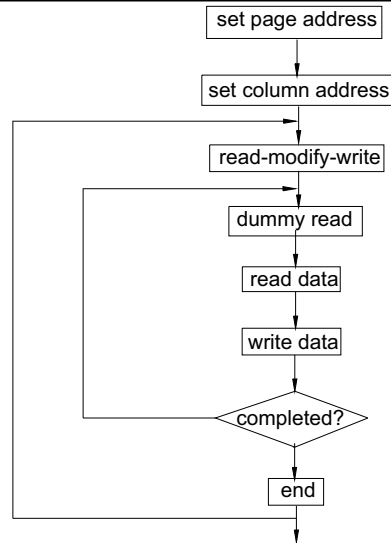 set page address
set column address
read-modify-write
dummy read
read data
write data
completed?
end